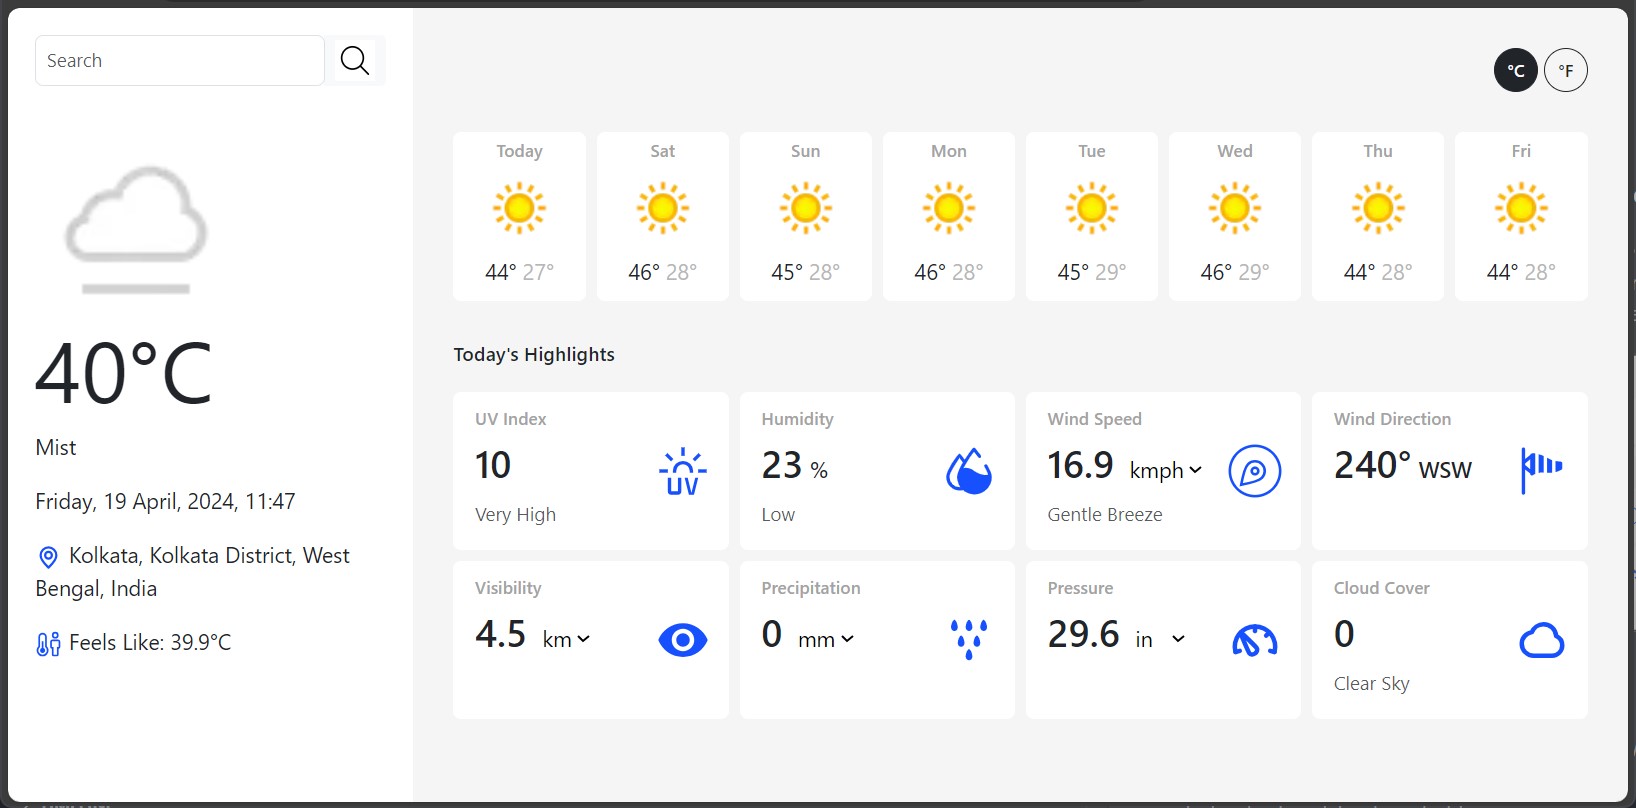 Search
40°C
Mist
Friday, 19 April, 2024, 11:47
Kolkata, Kolkata District, West
Bengal, India
Feels Like: 39.9°C
°C °F
Today Sat Sun Mon Tue Wed Thu Fri
44° 27° 46° 28° 45° 28° 46° 28° 45° 29° 46° 29° 44° 28° 44° 28°
Today's Highlights
UV Index
10
UV
Very High
Humidity
23 %
Low
Wind Speed
16.9 kmph
Gentle Breeze
Wind Direction
240° WSW
Visibility
4.5 km
Precipitation
0 mm
Pressure
29.6 in
Cloud Cover
0
Clear Sky